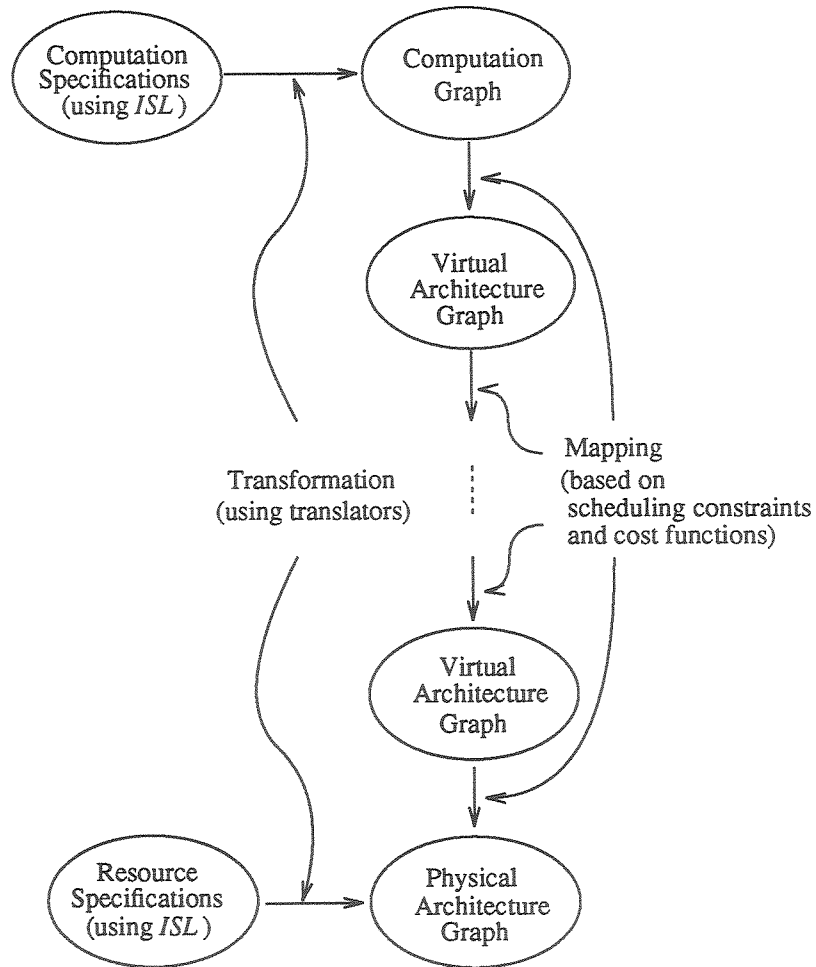 Computation
Specifications
(using ISL)
Computation
Graph
Virtual
Architecture
Graph
Transformation
(using translators)
Mapping
(based on
scheduling constraints
and cost functions)
Virtual
Architecture
Graph
Resource
Specifications
(using ISL)
Physical
Architecture
Graph